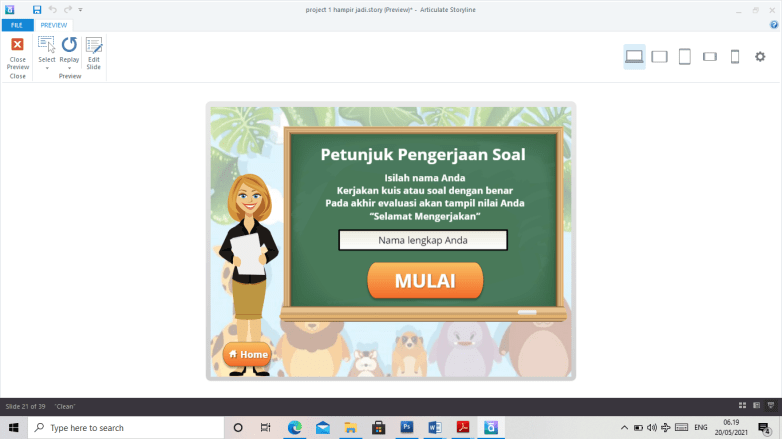 project 1 hampir jadi.story (Preview)* - Articulate Storyline
FILE
PREVIEW
Close Preview
Select
Replay
Edit Slide
Close
Preview
Petunjuk Pengerjaan Soal
Isilah nama Anda
Kerjakan kuis atau soal dengan benar
Pada akhir evaluasi akan tampil nilai Anda
“Selamat Mengerjakan”
Nama lengkap Anda
MULAI
Home
Slide 21 of 39 "Clean"
Type here to search
ENG
06.19
20/05/2021
4